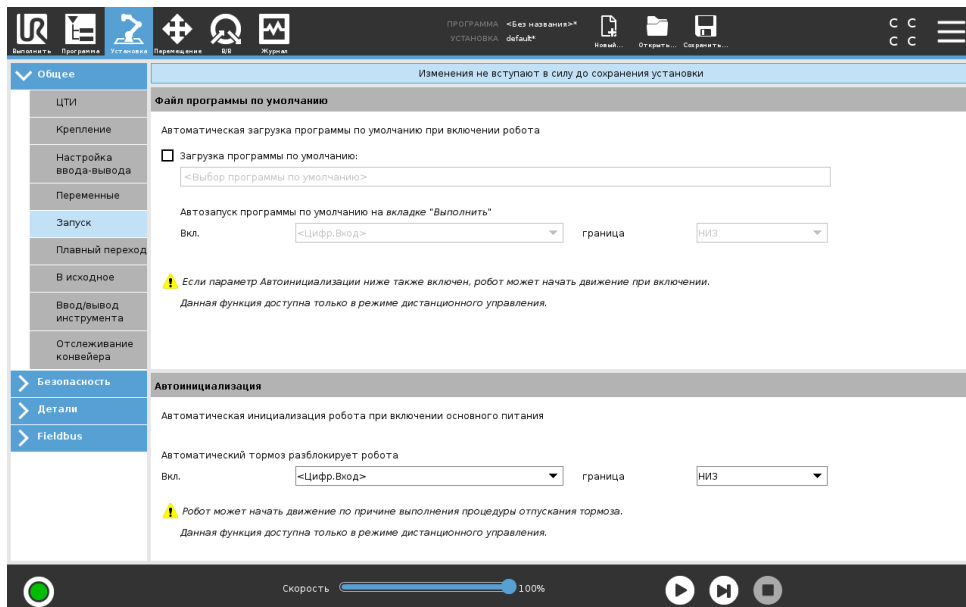 ПРОГРАММА <Без названия>*
УСТАНОВКА default*
Выполнить Программа Установка Перемещение В/В Журнал Новый... Открыть... Сохранить...
C C
C C
Общее
Изменения не вступают в силу до сохранения установки
ЦТИ
Крепление
Настройка
ввода-вывода
Переменные
Запуск
Плавный переход
В исходное
Ввод/вывод
инструмента
Отслеживание
конвейера
Безопасность
Детали
Fieldbus
Файл программы по умолчанию
Автоматическая загрузка программы по умолчанию при включении робота
Загрузка программы по умолчанию:
<Выбор программы по умолчанию>
Автозапуск программы по умолчанию на вкладке "Выполнить"
Вкл. <Цифр.Вход> граница НИЗ
Если параметр Автоинициализации ниже также включен, робот может начать движение при включении.
Данная функция доступна только в режиме дистанционного управления.
Автоинициализация
Автоматическая инициализация робота при включении основного питания
Автоматический тормоз разблокирует робота
Вкл. <Цифр.Вход> граница НИЗ
Робот может начать движение по причине выполнения процедуры отпускания тормоза.
Данная функция доступна только в режиме дистанционного управления.
Скорость 100%